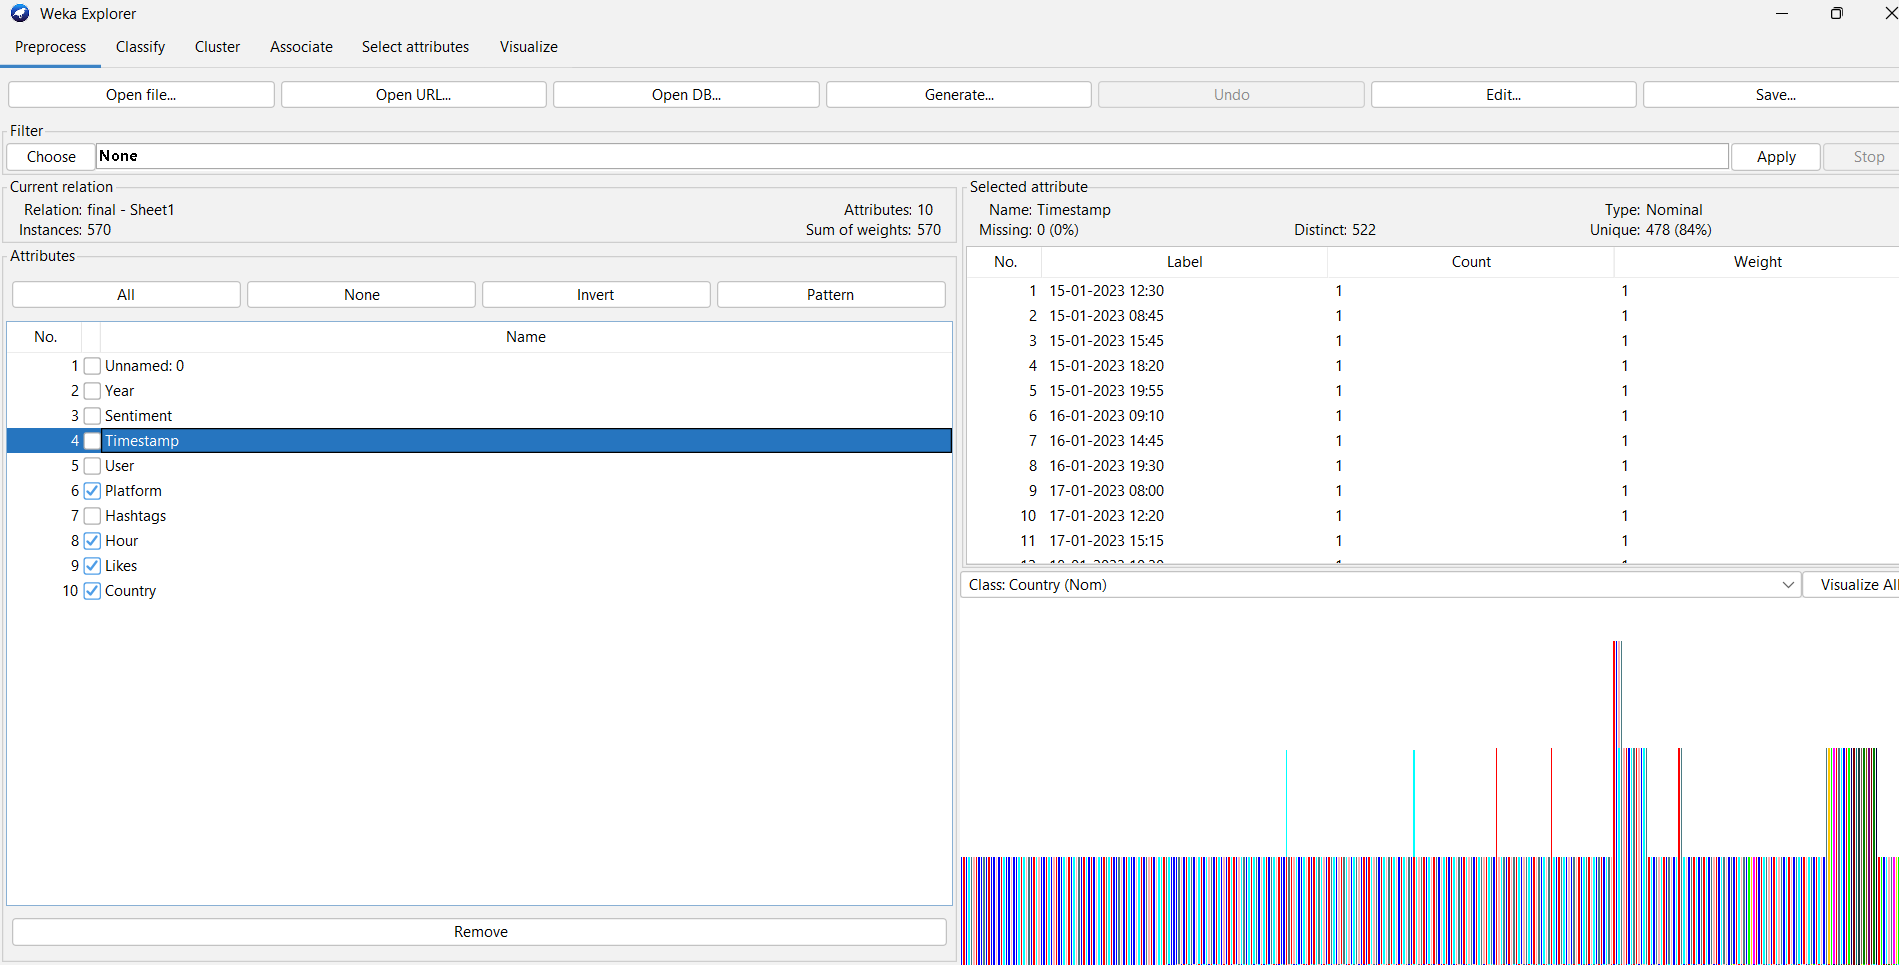 Weka Explorer
Preprocess Classify Cluster Associate Select attributes Visualize
Open file... Open URL... Open DB... Generate... Undo Edit... Save...
Filter
Choose None Apply Stop
Current relation
Relation: final - Sheet1 Attributes: 10
Instances: 570 Sum of weights: 570
Attributes
All None Invert Pattern
No. Name
1 Unnamed: 0
2 Year
3 Sentiment
4 Timestamp
5 User
6 Platform
7 Hashtags
8 Hour
9 Likes
10 Country
Remove
Selected attribute
Name: Timestamp Type: Nominal
Missing: 0 (0%) Distinct: 522 Unique: 478 (84%)
No. Label Count Weight
1 15-01-2023 12:30 1 1
2 15-01-2023 08:45 1 1
3 15-01-2023 15:45 1 1
4 15-01-2023 18:20 1 1
5 15-01-2023 19:55 1 1
6 16-01-2023 09:10 1 1
7 16-01-2023 14:45 1 1
8 16-01-2023 19:30 1 1
9 17-01-2023 08:00 1 1
10 17-01-2023 12:20 1 1
11 17-01-2023 15:15 1 1
Class: Country (Nom) Visualize All